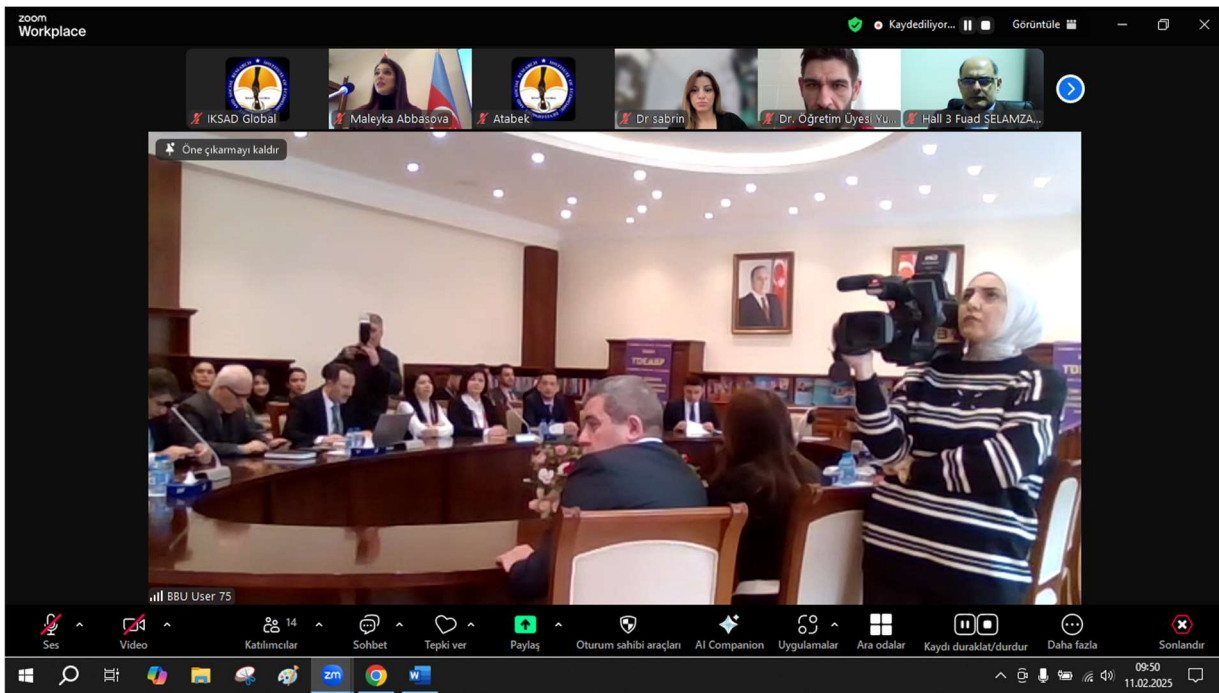 zoom
Workplace
Kaydediliyor...
Görüntüle
IKSAD Global
Maleyka Abbasova
Atabek
Dr sabrin
Dr. Öğretim Üyesi Yu...
Hall 3 Fuad SELAMZA...
Öne çıkarmayı kaldır
BBU User 75
Ses
Video
Katılımcılar
14
Sohbet
Tepki ver
Paylaş
Oturum sahibi araçları
AI Companion
Uygulamalar
Ara odalar
Kaydı duraklat/durdur
Daha fazla
Sonlandır
zm
W
09:50
11.02.2025